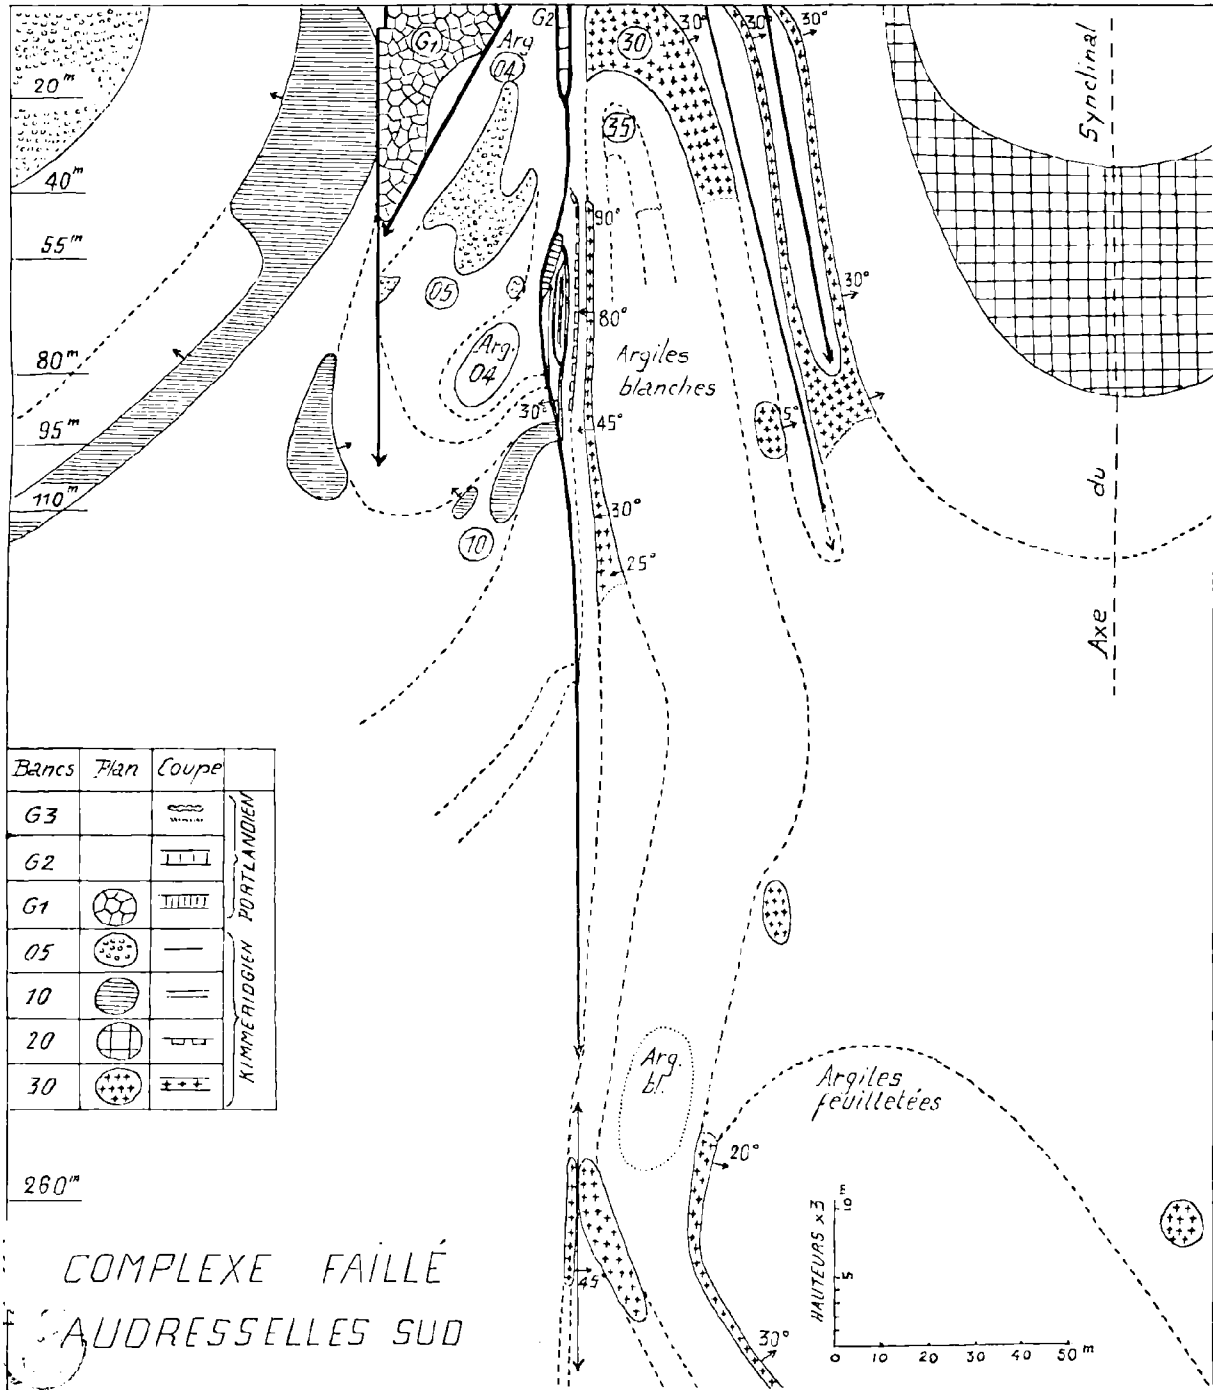 G1
Arg
04
G2
30
30°
30°
30°
20m
35
Synclinal
40m
90°
55m
05
30°
80°
80m
Arg.
04
Argiles
blanches
30°
45°
5°
95m
110m
30°
10
25°
du
Axe
Bancs Plan Coupe
G3
G2
G1
PORTLANDIEN
05
10
20
30
KIMMERIDGIEN
Arg.
bl.
Argiles
feuilletées
20°
260m
45°
30°
HAUTEURS x3
10m
5
0 10 20 30 40 50 m
COMPLEXE FAILLÉ
AUDRESSELLES SUD